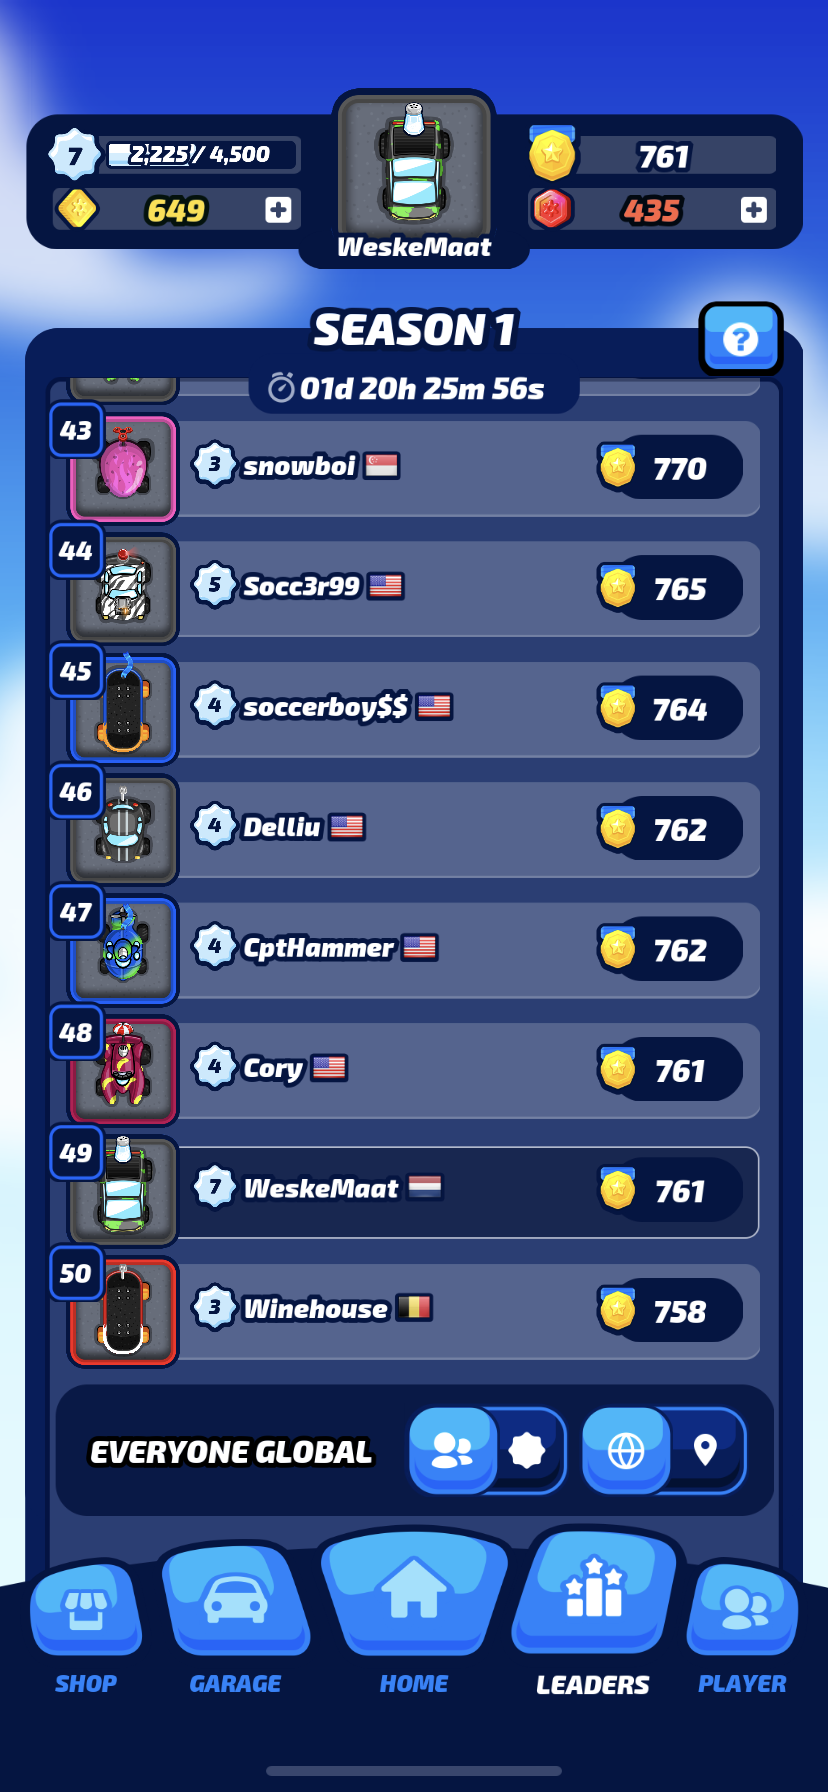 7 2,225 / 4,500
761
649
435
WeskeMaat
SEASON 1
?
01d 20h 25m 56s
43
3 snowboi 770
44
5 Socc3r99 765
45
4 soccerboy$$ 764
46
4 Delliu 762
47
4 CptHammer 762
48
4 Cory 761
49
7 WeskeMaat 761
50
3 Winehouse 758
EVERYONE GLOBAL
SHOP GARAGE HOME LEADERS PLAYER